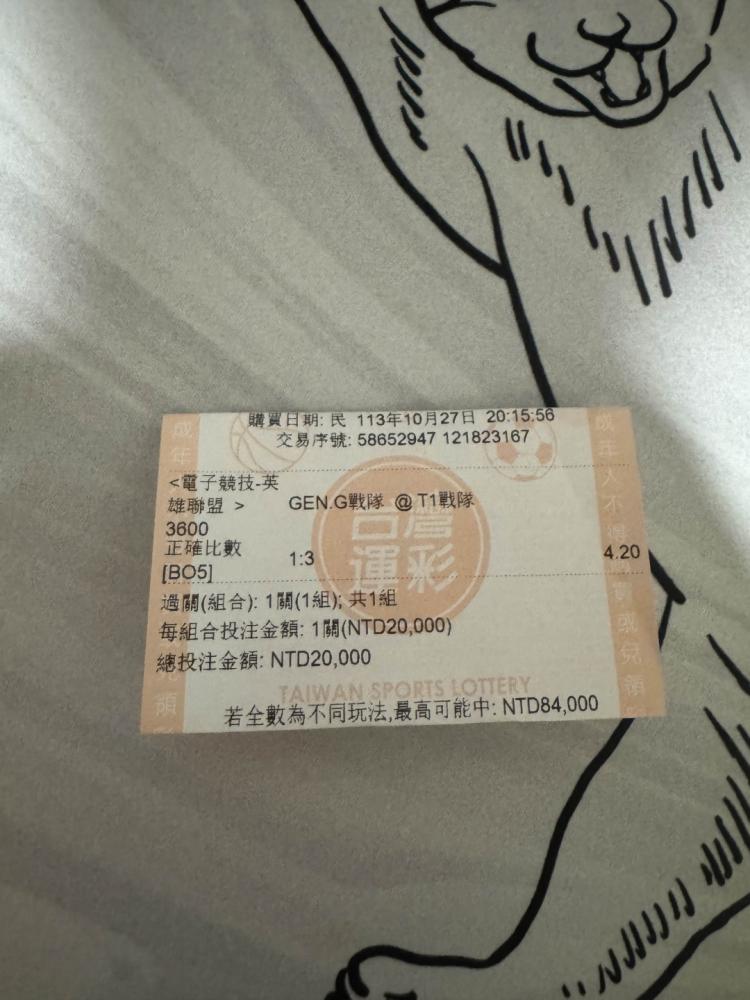 購買日期: 民 113年10月27日 20:15:56
交易序號: 58652947 121823167
<電子競技-英
雄聯盟 > GEN.G戰隊 @ T1戰隊
3600
正確比數
[BO5] 1:3 4.20
台灣
運彩
過關(組合): 1關(1組); 共1組
每組合投注金額: 1關(NTD20,000)
總投注金額: NTD20,000
TAIWAN SPORTS LOTTERY
若全數為不同玩法,最高可能中: NTD84,000